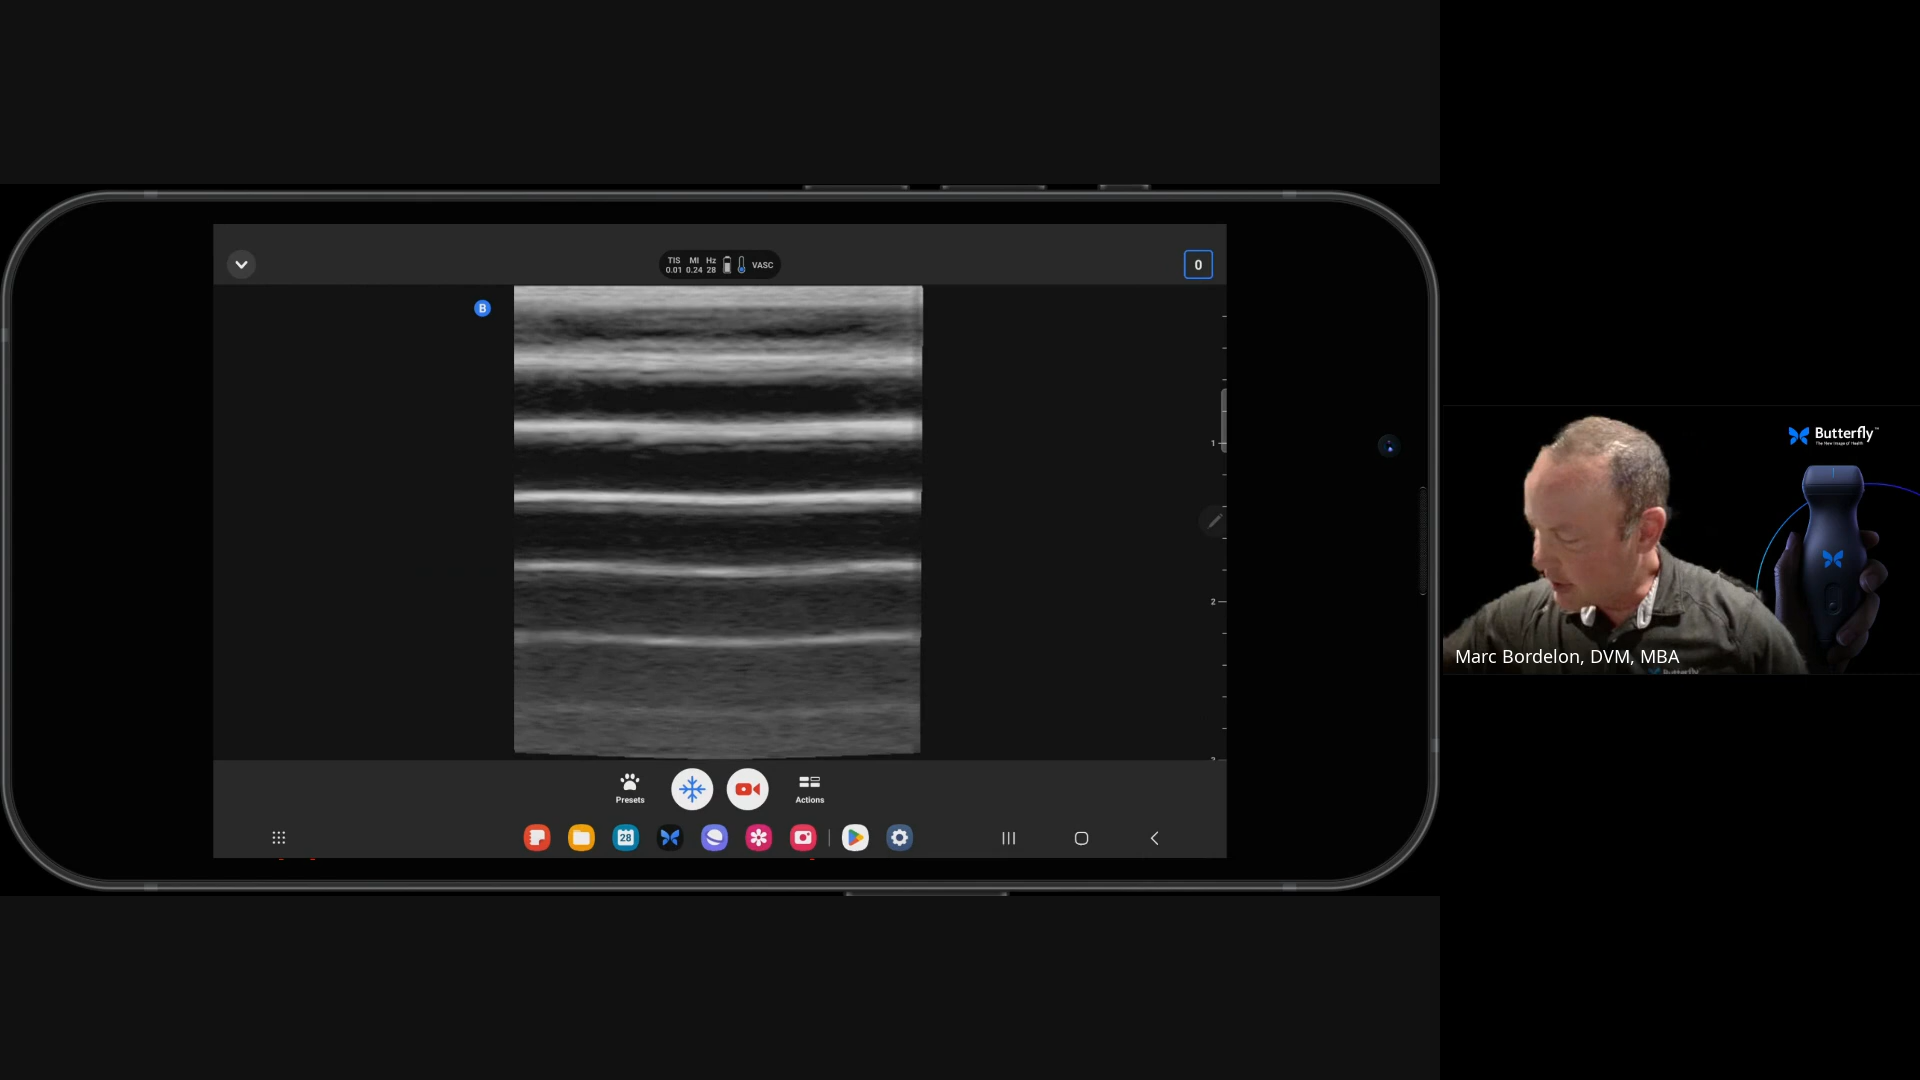 TIS MI Hz
0.01 0.24 28
VASC
0
B
1
2
Presets
Actions
28
Butterfly
Marc Bordelon, DVM, MBA